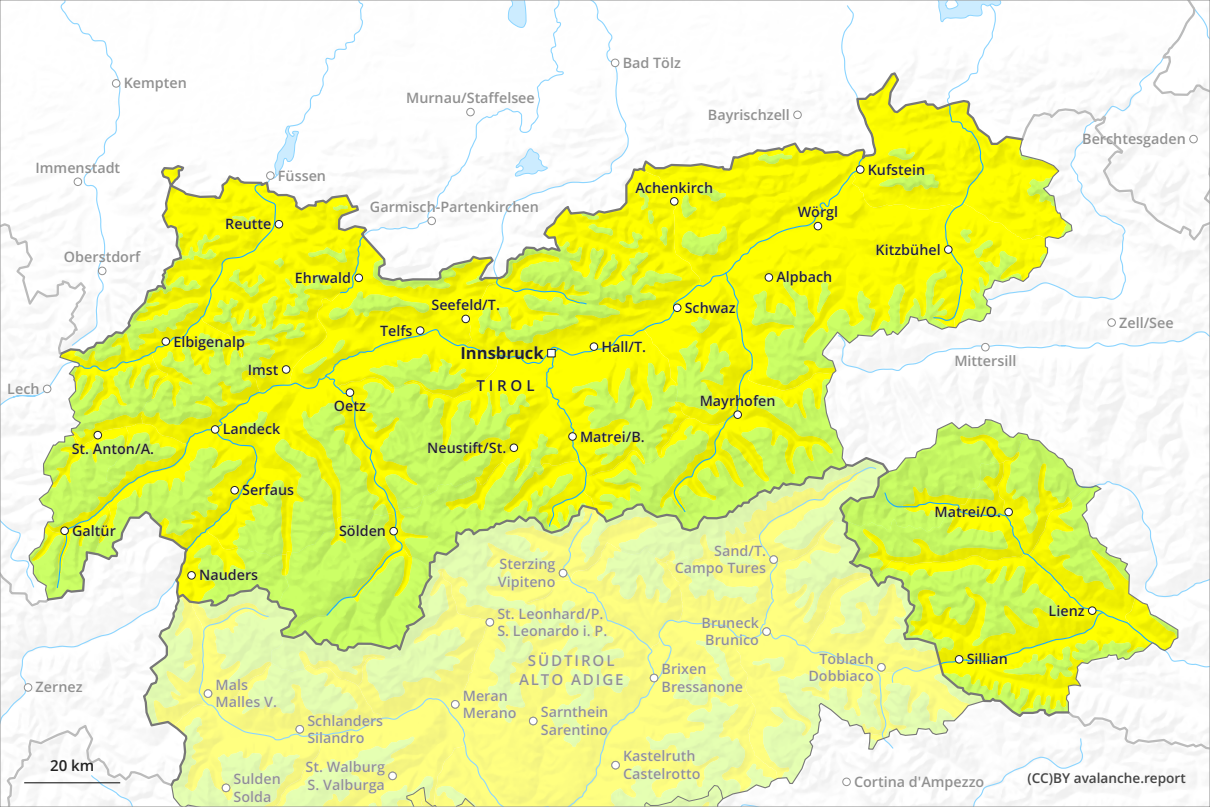 Kempten
Bad Tölz
Murnau/Staffelsee
Bayrischzell
Berchtesgaden
Immenstadt
Füssen
Kufstein
Achenkirch
Garmisch-Partenkirchen
Wörgl
Reutte
Kitzbühel
Oberstdorf
Ehrwald
Alpbach
Seefeld/T.
Schwaz
Zell/See
Telfs
Elbigenalp
Innsbruck
Hall/T.
Mittersill
Imst
TIROL
Lech
Oetz
Mayrhofen
Landeck
Matrei/B.
St. Anton/A.
Neustift/St.
Serfaus
Matrei/O.
Galtür
Sölden
Sand/T.
Campo Tures
Sterzing
Vipiteno
Nauders
Lienz
St. Leonhard/P.
S. Leonardo i. P.
Bruneck
Brunico
SÜDTIROL
ALTO ADIGE
Sillian
Toblach
Dobbiaco
Brixen
Bressanone
Zernez
Mals
Malles V.
Meran
Merano
Sarnthein
Sarentino
Schlanders
Silandro
Kastelruth
Castelrotto
20 km
St. Walburg
S. Valburga
Sulden
Solda
Cortina d'Ampezzo
(CC)BY avalanche.report